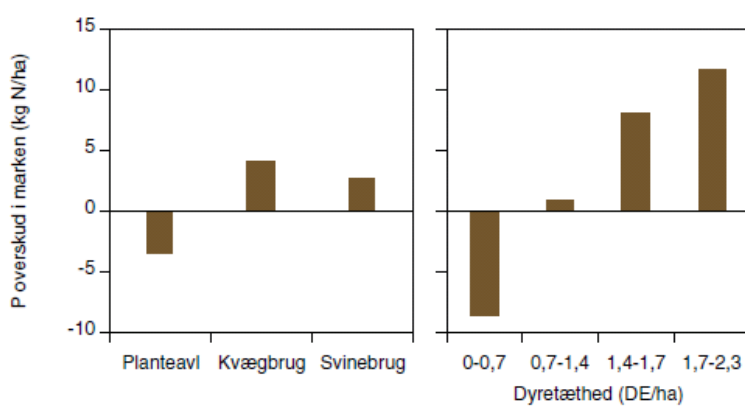 P overskud i marken (kg N/ha)
15
10
5
0
-5
-10
Planteavl Kvægbrug Svinebrug
0-0,7 0,7-1,4 1,4-1,7 1,7-2,3
Dyretæthed (DE/ha)